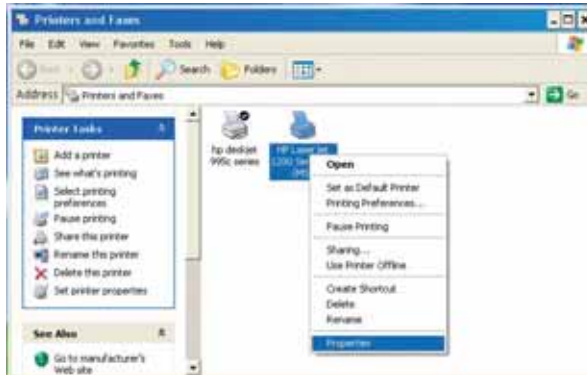 Printers and Faxes
File Edit View Favorites Tools Help
Search Folders
Address Printers and Faxes Go
Printer Tasks
Add a printer
See what's printing
Select printing
preferences
Pause printing
Share this printer
Rename this printer
Delete this printer
Set printer properties
See Also
Go to manufacturer's
Web site
hp deskjet
995c series
HP LaserJet
1200 Se
Open
Set as Default Printer
Printing Preferences...
Pause Printing
Sharing...
Use Printer Offline
Create Shortcut
Delete
Rename
Properties